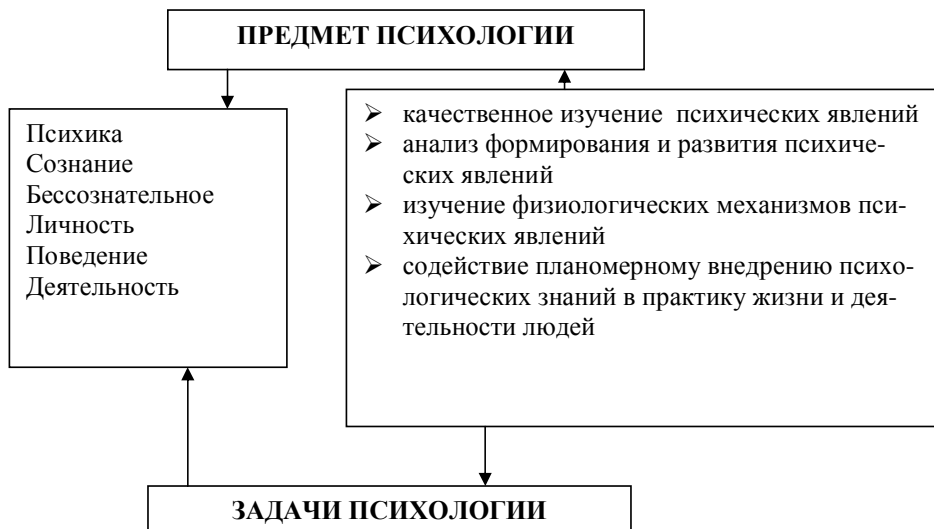 ПРЕДМЕТ ПСИХОЛОГИИ
Психика
Сознание
Бессознательное
Личность
Поведение
Деятельность
➢ качественное изучение психических явлений
➢ анализ формирования и развития психиче-
ских явлений
➢ изучение физиологических механизмов пси-
хических явлений
➢ содействие планомерному внедрению психо-
логических знаний в практику жизни и дея-
тельности людей
ЗАДАЧИ ПСИХОЛОГИИ